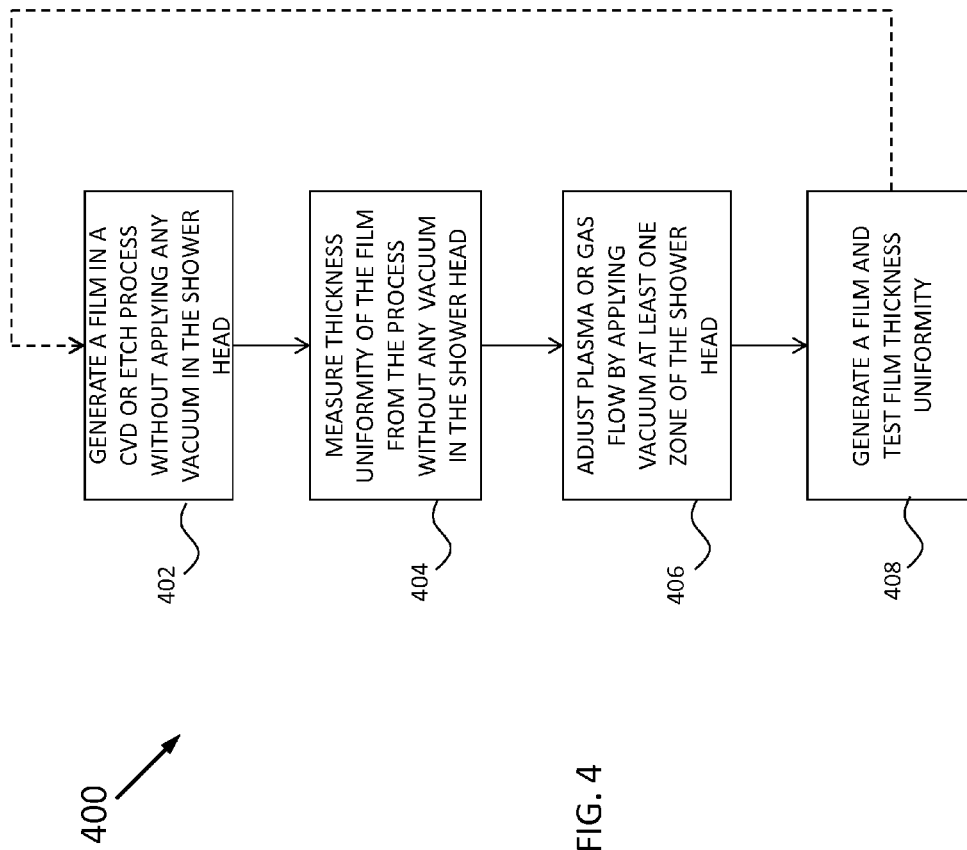 400
402
GENERATE A FILM IN A
CVD OR ETCH PROCESS
WITHOUT APPLYING ANY
VACUUM IN THE SHOWER
HEAD
404
MEASURE THICKNESS
UNIFORMITY OF THE FILM
FROM THE PROCESS
WITHOUT ANY VACUUM
IN THE SHOWER HEAD
406
ADJUST PLASMA OR GAS
FLOW BY APPLYING
VACUUM AT LEAST ONE
ZONE OF THE SHOWER
HEAD
408
GENERATE A FILM AND
TEST FILM THICKNESS
UNIFORMITY
FIG. 4